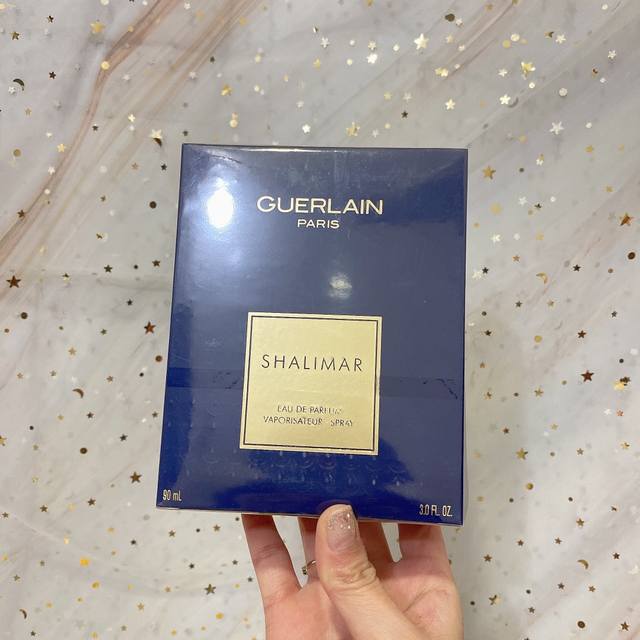 GUERLAIN
PARIS
SHALIMAR
EAU DE PARFUM
VAPORISATEUR SPRAY
90 mL
3.0 FL. OZ.